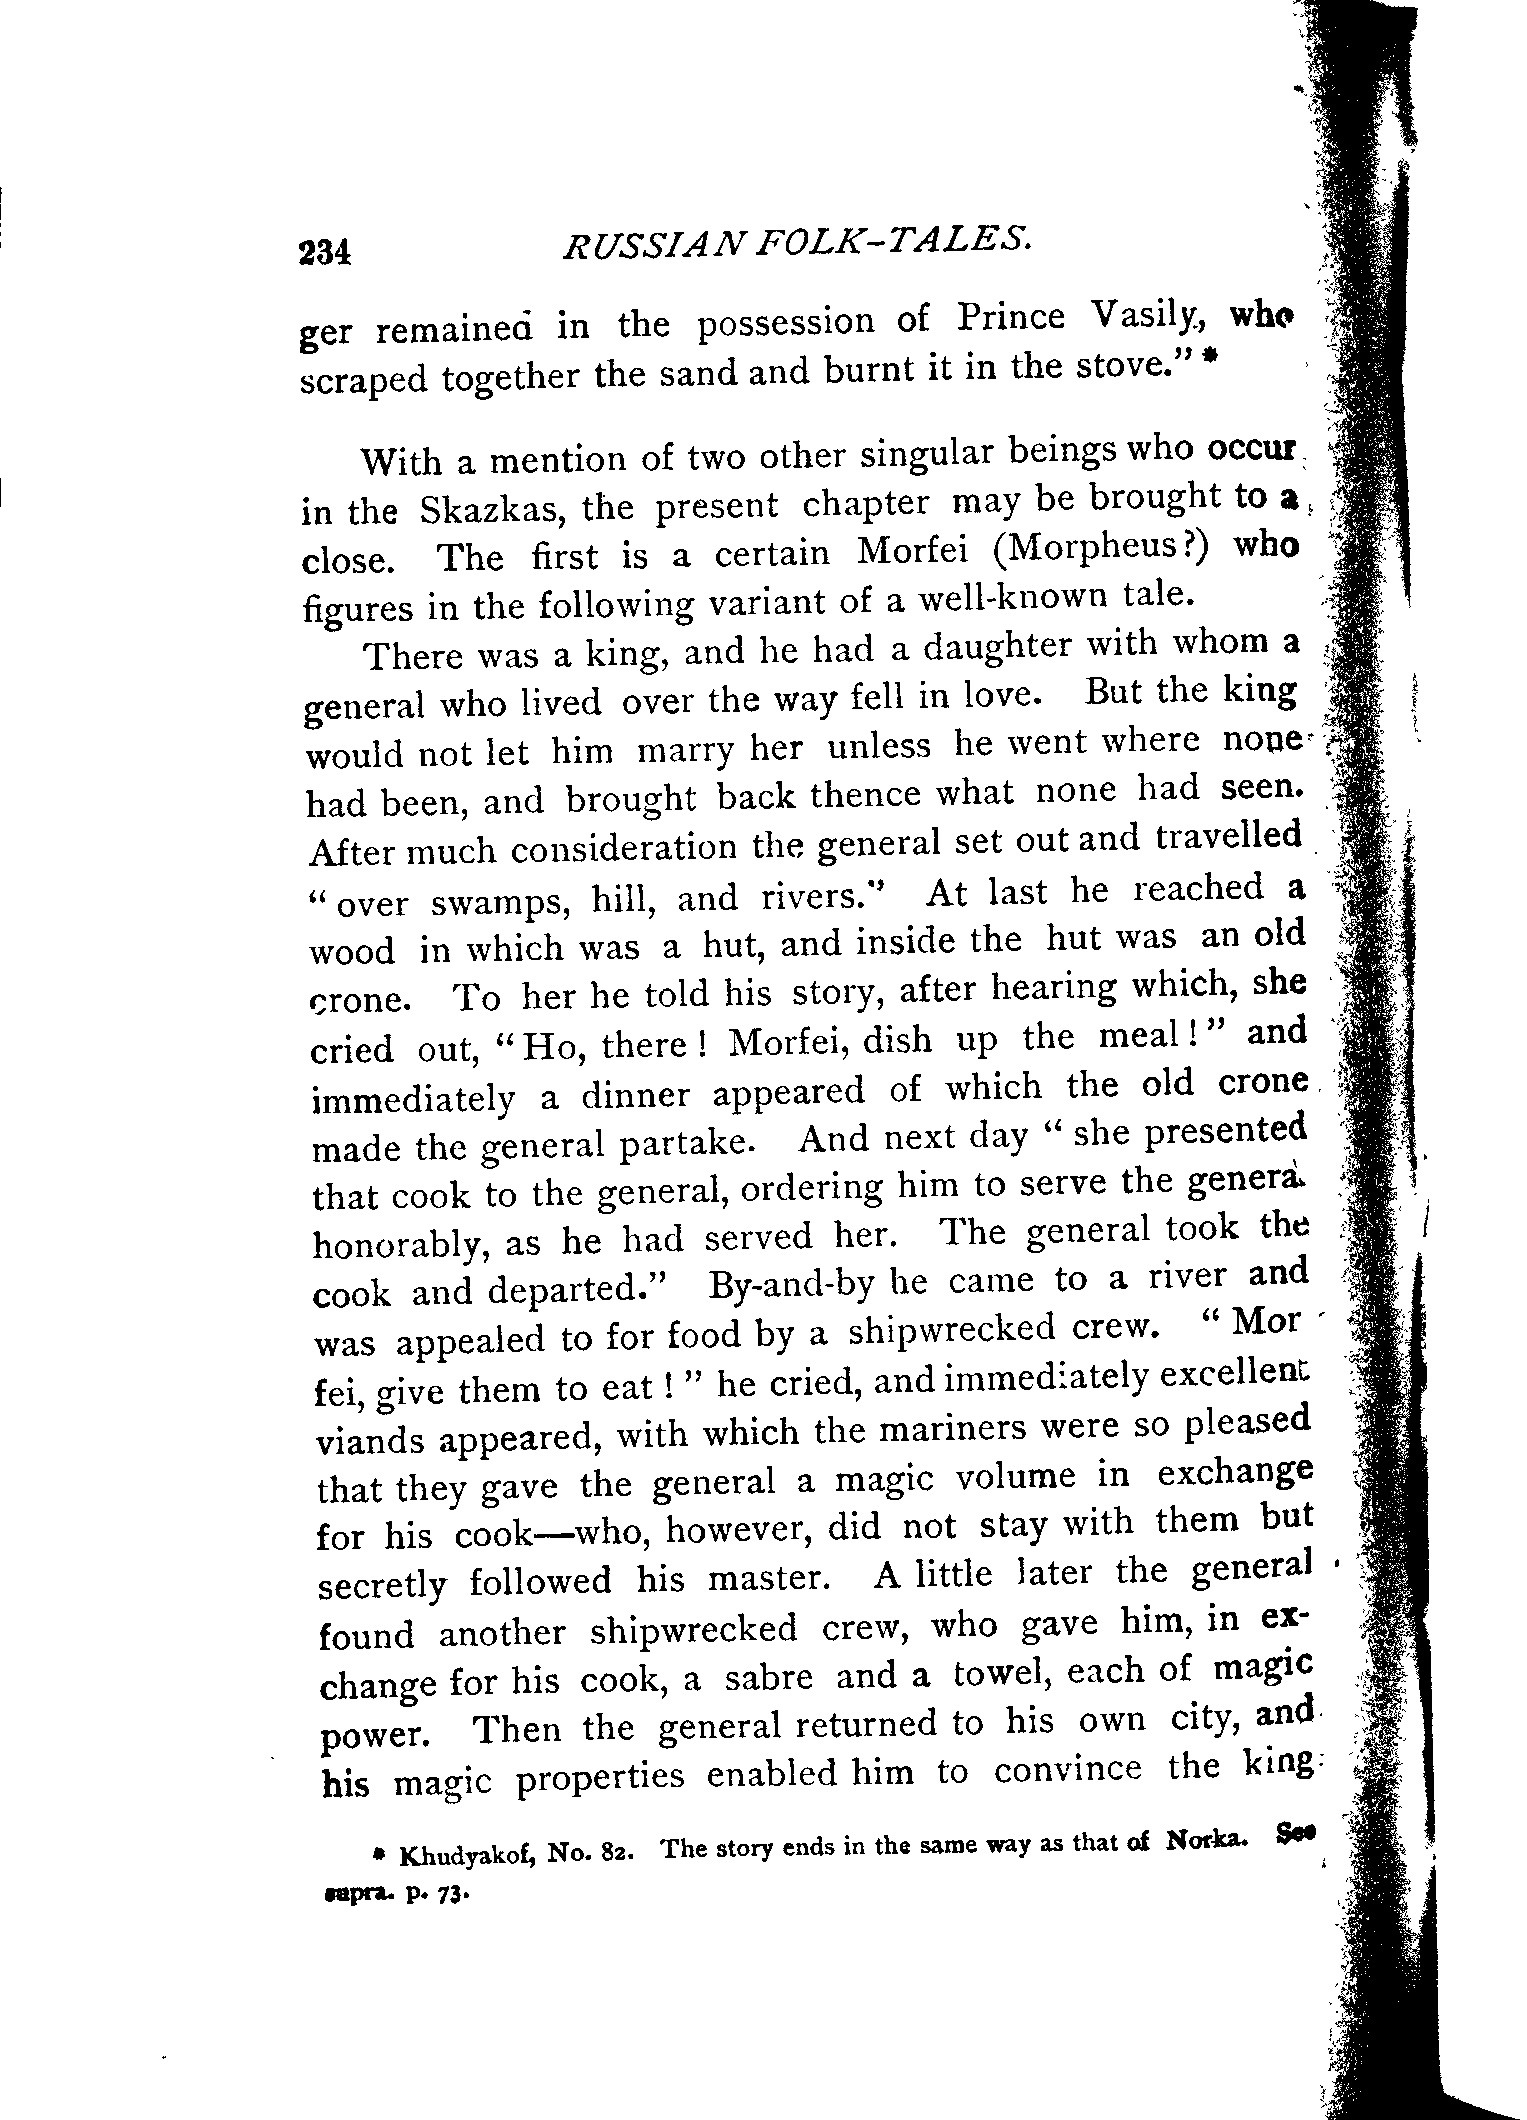 234 RUSSIAN FOLK-TALES.
ger remained in the possession of Prince Vasily, who
scraped together the sand and burnt it in the stove.” *
With a mention of two other singular beings who occur
in the Skazkas, the present chapter may be brought to a
close. The first is a certain Morfei (Morpheus?) who
figures in the following variant of a well-known tale.
There was a king, and he had a daughter with whom a
general who lived over the way fell in love. But the king
would not let him marry her unless he went where none
had been, and brought back thence what none had seen.
After much consideration the general set out and travelled
“ over swamps, hill, and rivers.” At last he reached a
wood in which was a hut, and inside the hut was an old
crone. To her he told his story, after hearing which, she
cried out, “ Ho, there ! Morfei, dish up the meal ! ” and
immediately a dinner appeared of which the old crone
made the general partake. And next day “ she presented
that cook to the general, ordering him to serve the general
honorably, as he had served her. The general took the
cook and departed.” By-and-by he came to a river and
was appealed to for food by a shipwrecked crew. “ Mor
fei, give them to eat ! ” he cried, and immediately excellent
viands appeared, with which the mariners were so pleased
that they gave the general a magic volume in exchange
for his cook—who, however, did not stay with them but
secretly followed his master. A little later the general
found another shipwrecked crew, who gave him, in ex-
change for his cook, a sabre and a towel, each of magic
power. Then the general returned to his own city, and
his magic properties enabled him to convince the king
* Khudyakof, No. 82. The story ends in the same way as that of Norka. See
supra. p. 73.